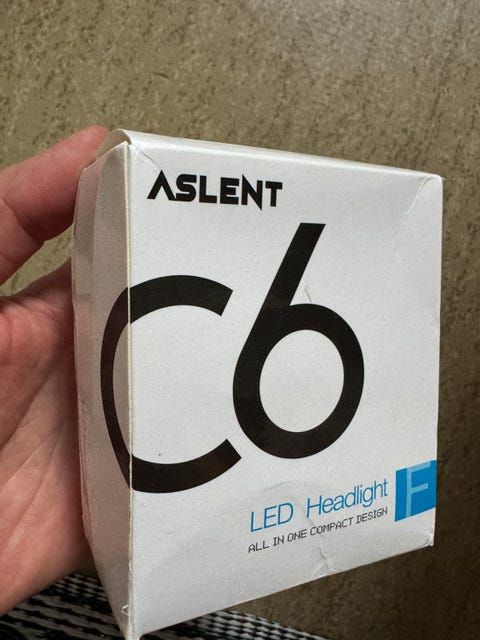 ASLENT
C6
LED Headlight
ALL IN ONE COMPACT DESIGN
F